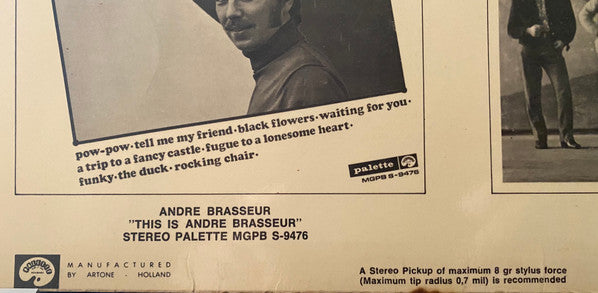 pow-pow·tell me my friend·black flowers·waiting for you·
a trip to a fancy castle·fugue to a lonesome heart·
funky·the duck·rocking chair·
palette
MGPB S-9476
ANDRE BRASSEUR
"THIS IS ANDRE BRASSEUR"
STEREO PALETTE MGPB S-9476
MANUFACTURED
BY ARTONE - HOLLAND
A Stereo Pickup of maximum 8 gr stylus force
(Maximum tip radius 0,7 mil) is recommended